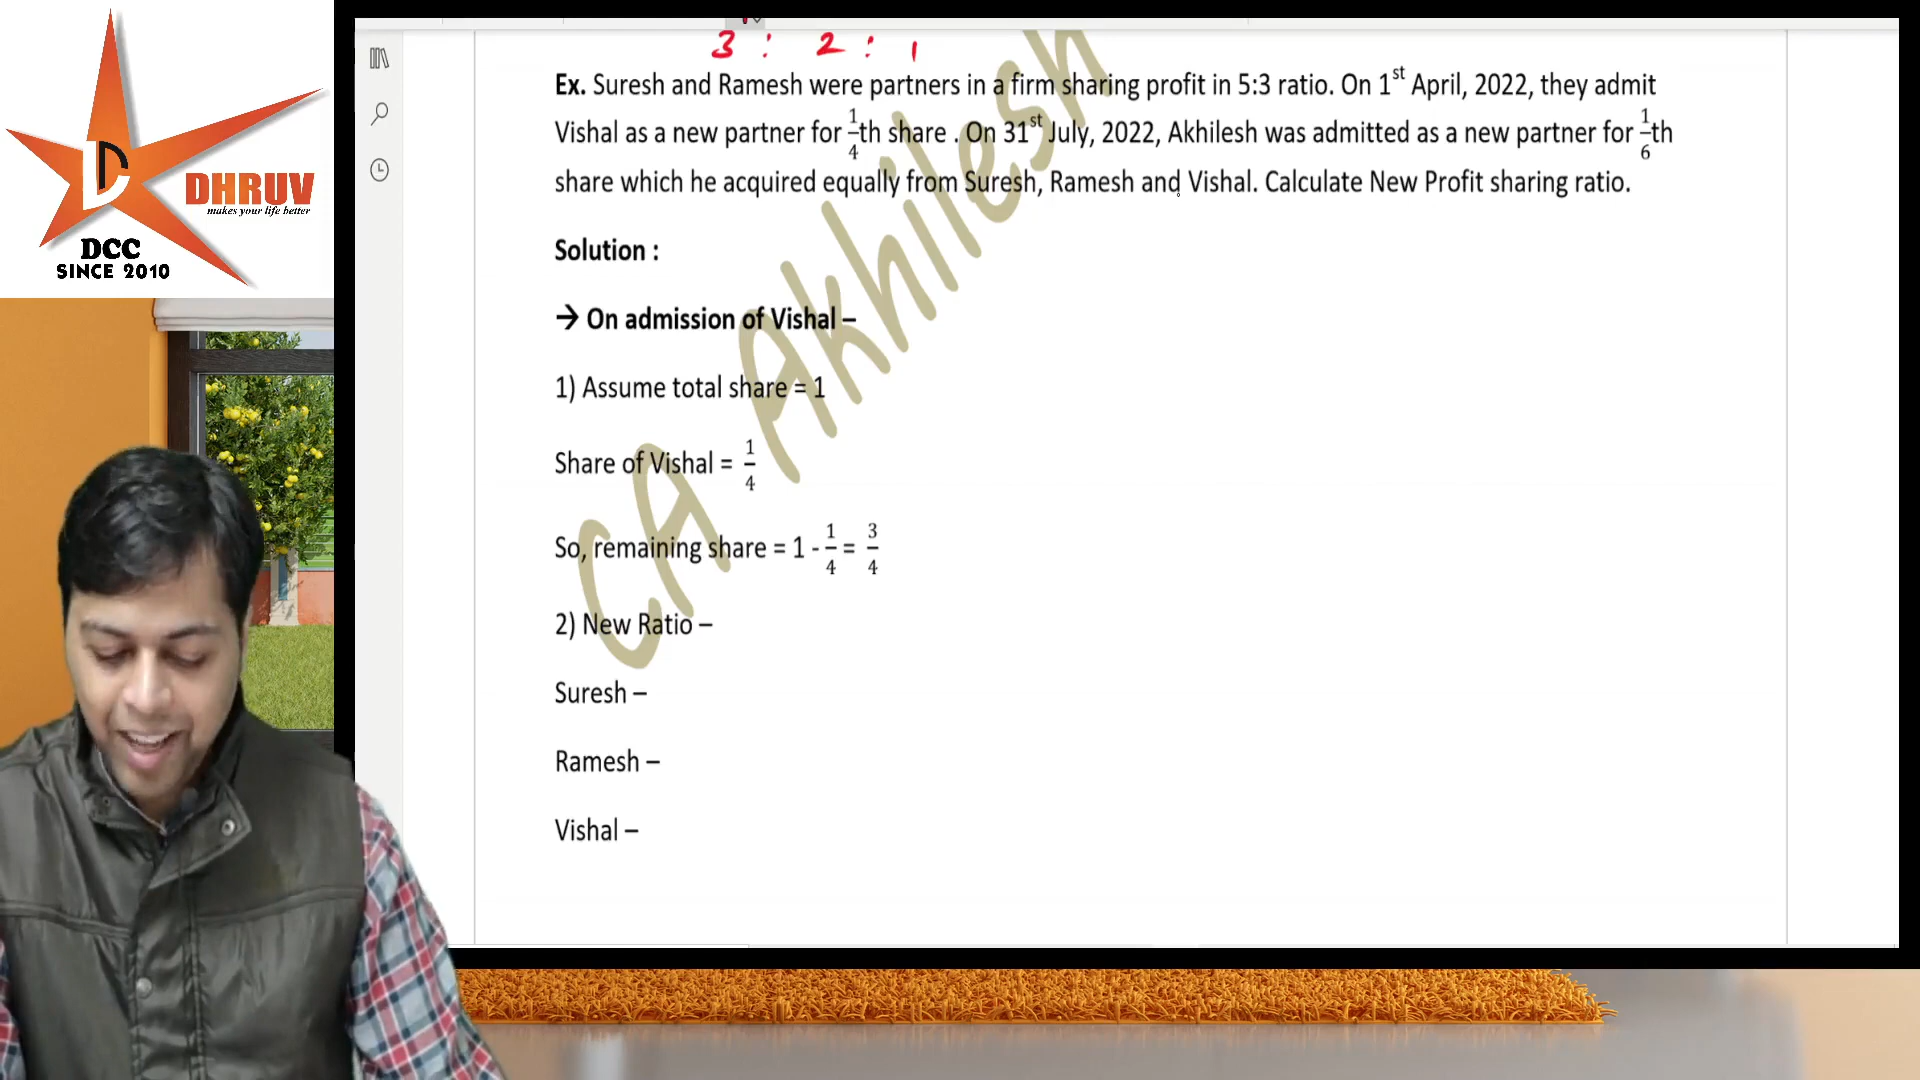 DHRUV
makes your life better
DCC
SINCE 2010
3 : 2 : 1
Ex. Suresh and Ramesh were partners in a firm sharing profit in 5:3 ratio. On 1st April, 2022, they admit
Vishal as a new partner for 1/4th share . On 31st July, 2022, Akhilesh was admitted as a new partner for 1/6th
share which he acquired equally from Suresh, Ramesh and Vishal. Calculate New Profit sharing ratio.
Solution :
→ On admission of Vishal –
1) Assume total share = 1
Share of Vishal = 1/4
So, remaining share = 1 - 1/4 = 3/4
2) New Ratio –
Suresh –
Ramesh –
Vishal –
CA Akhilesh